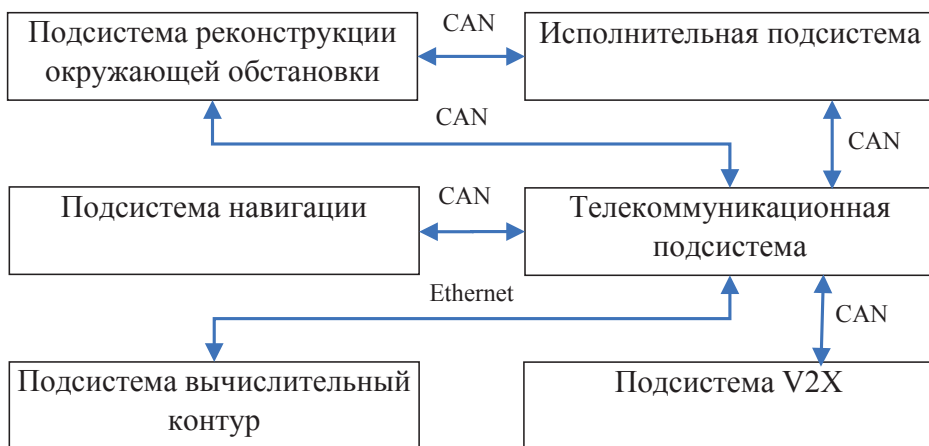 Подсистема реконструкции
окружающей обстановки
CAN
Исполнительная подсистема
CAN
CAN
Подсистема навигации
CAN
Телекоммуникационная
подсистема
Ethernet
CAN
Подсистема вычислительный
контур
Подсистема V2X